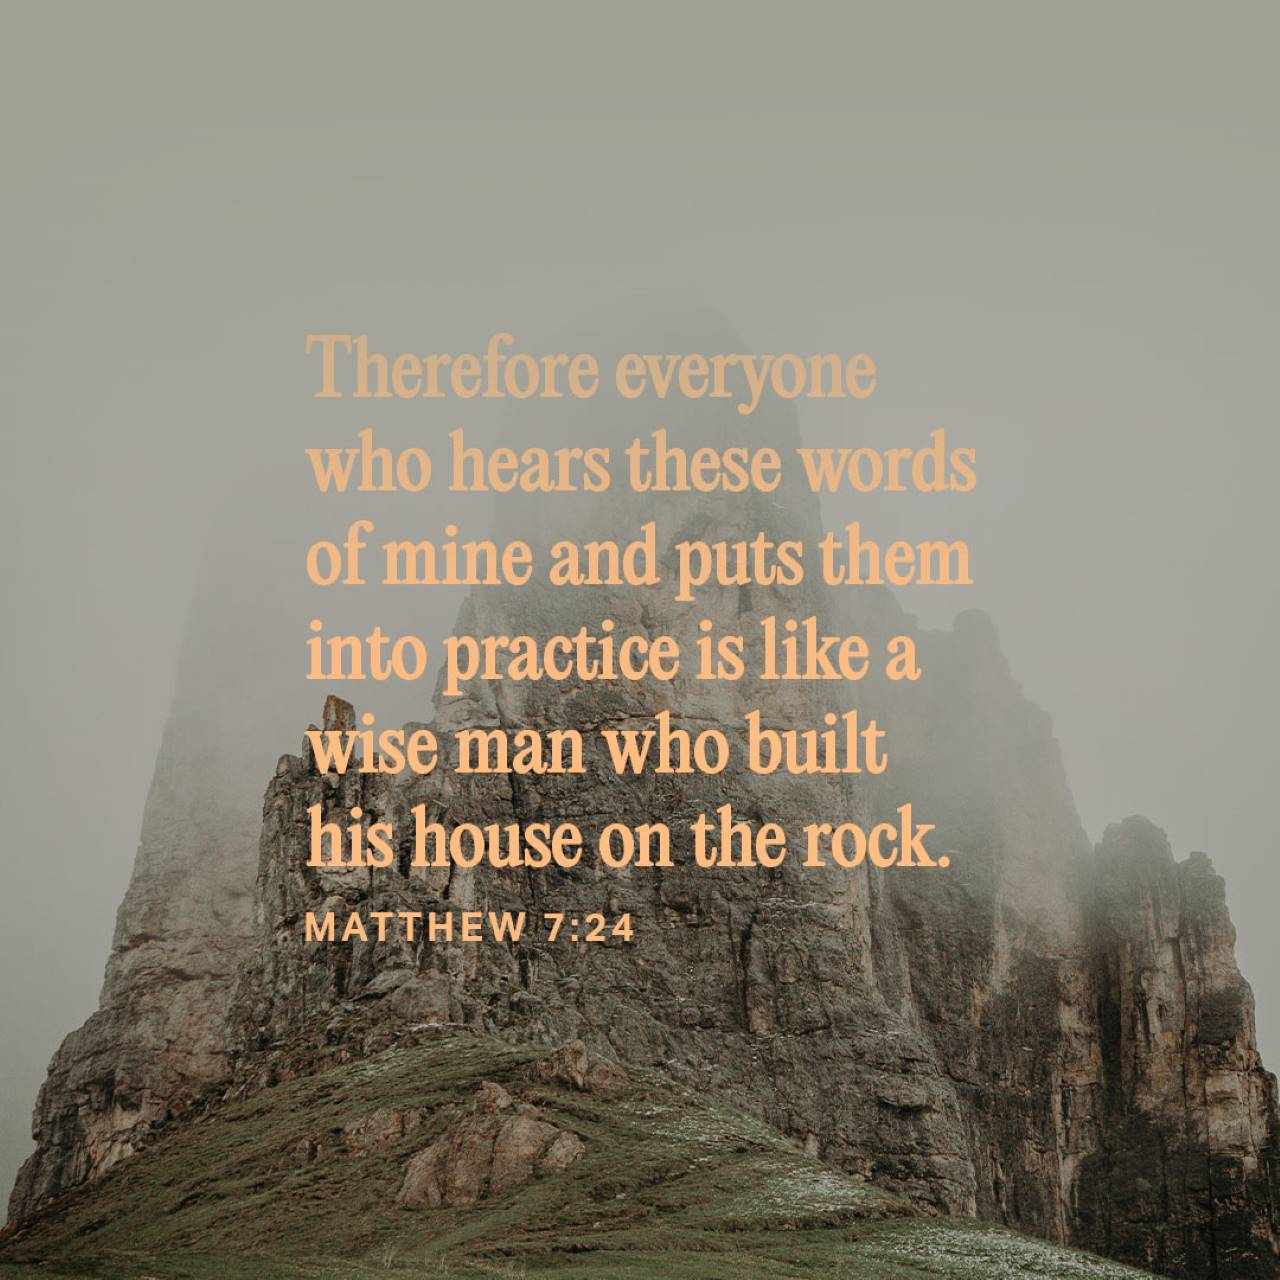 Therefore everyone
who hears these words
of mine and puts them
into practice is like a
wise man who built
his house on the rock.
MATTHEW 7:24